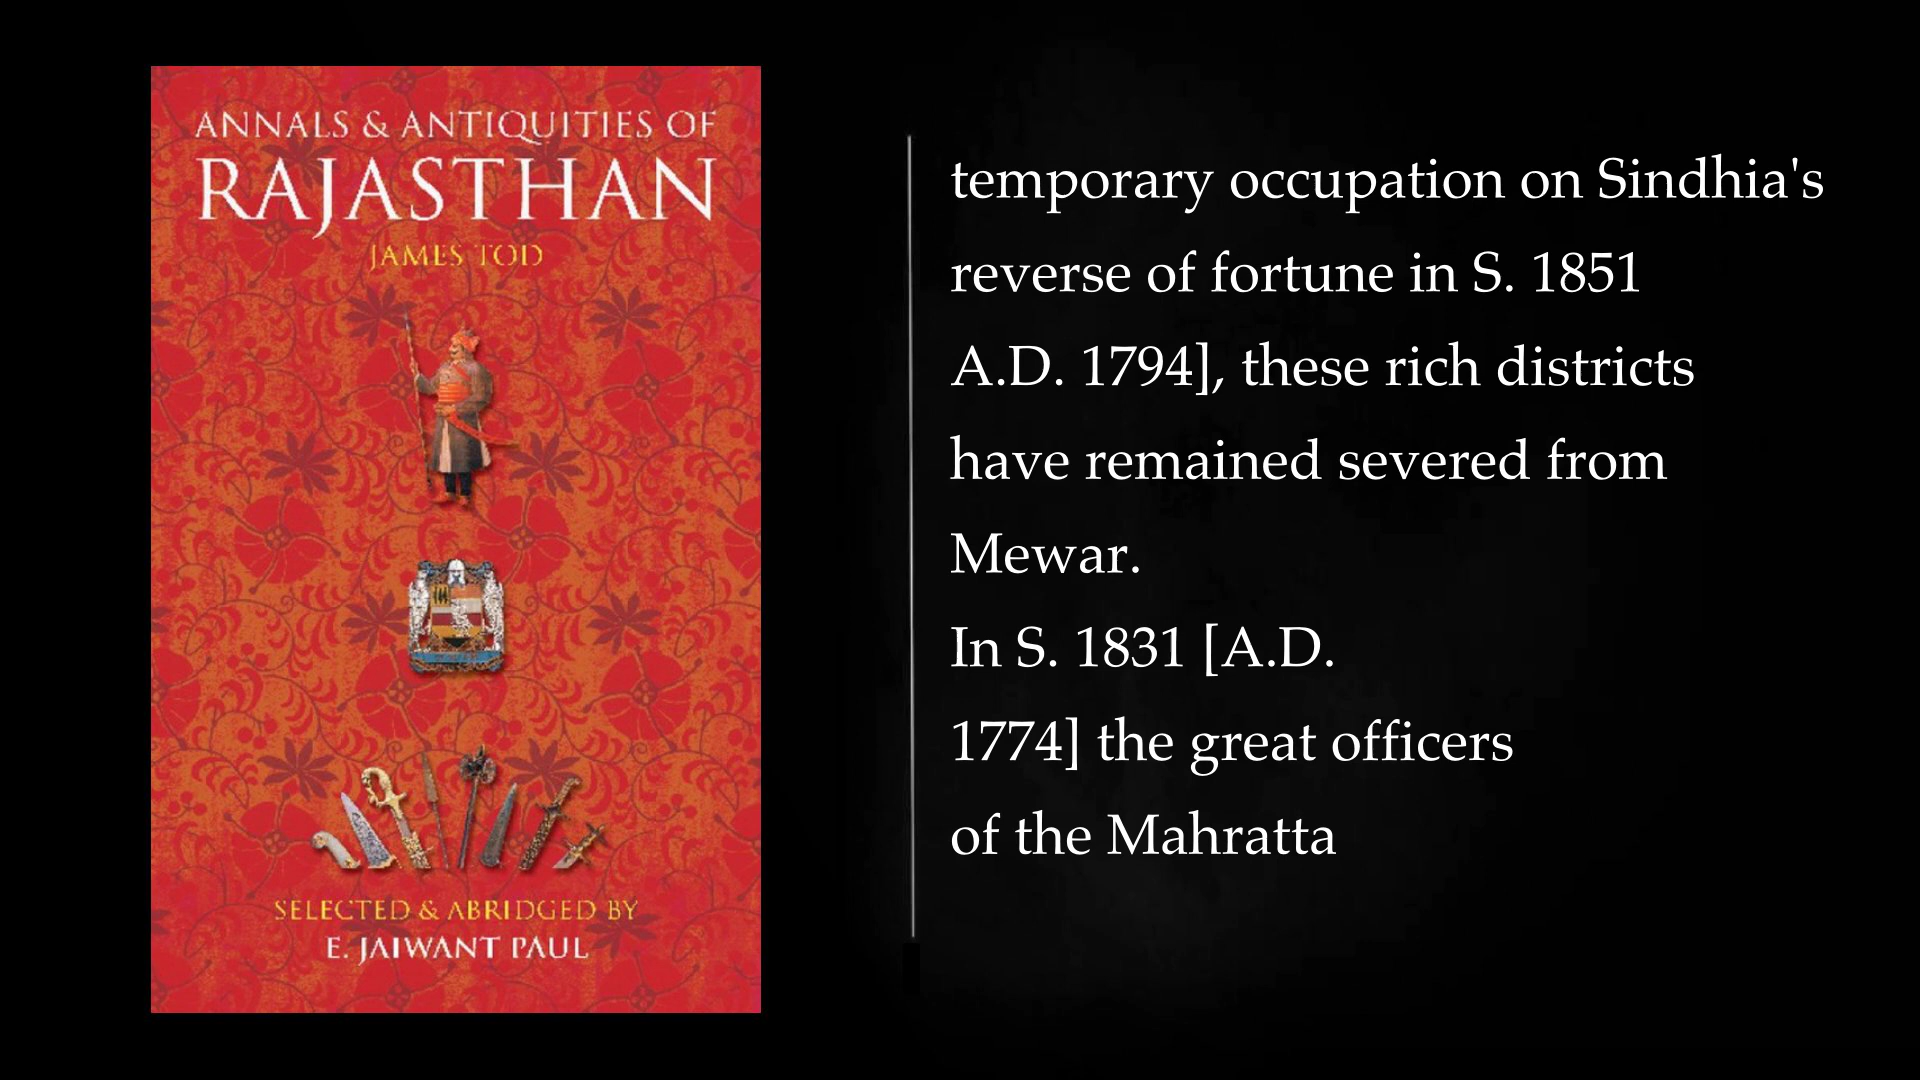 ANNALS & ANTIQUITIES OF
RAJASTHAN
JAMES TOD
SELECTED & ABRIDGED BY
E. JAIWANT PAUL
temporary occupation on Sindhia's
reverse of fortune in S. 1851
A.D. 1794], these rich districts
have remained severed from
Mewar.
In S. 1831 [A.D.
1774] the great officers
of the Mahratta